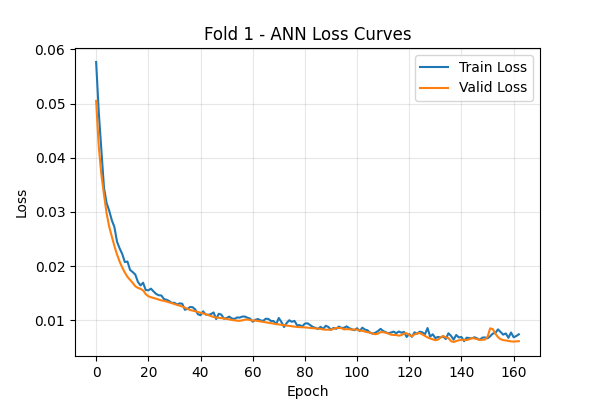 Fold 1 - ANN Loss Curves
Train Loss
Valid Loss
Loss
0.06
0.05
0.04
0.03
0.02
0.01
0 20 40 60 80 100 120 140 160
Epoch